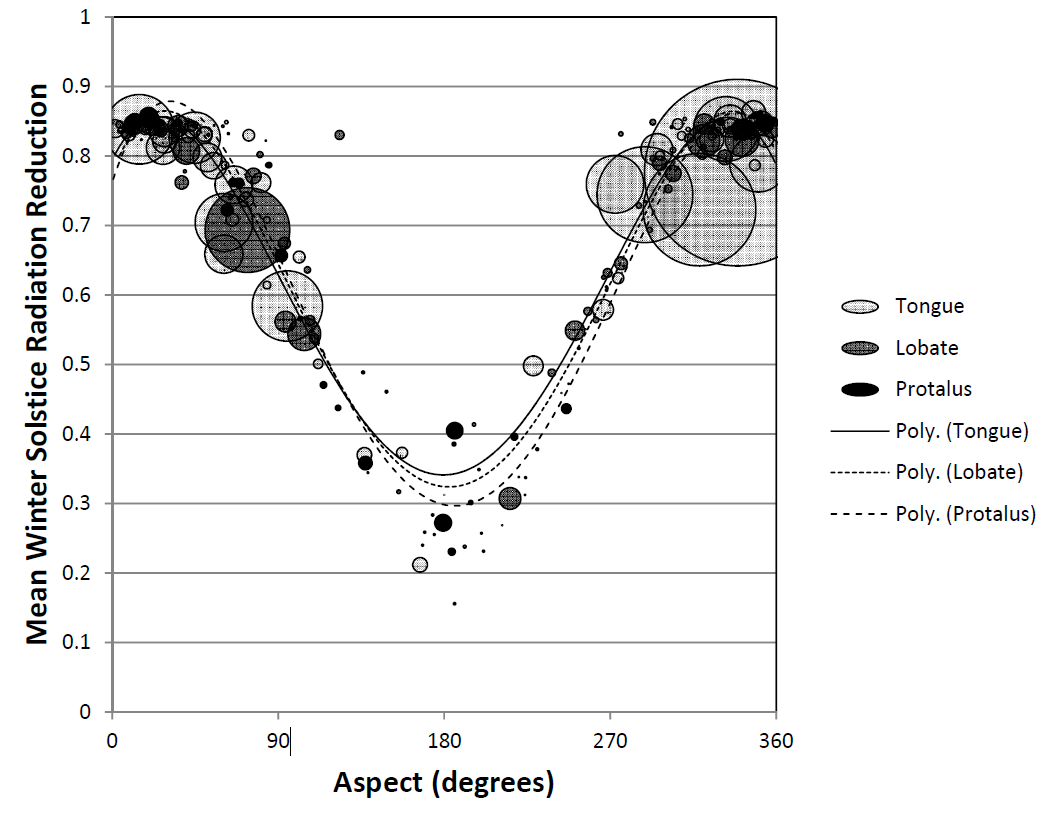 1
0.9
0.8
0.7
0.6
0.5
0.4
0.3
0.2
0.1
0
Mean Winter Solstice Radiation Reduction
0 90 180 270 360
Aspect (degrees)
Tongue
Lobate
Protalus
Poly. (Tongue)
Poly. (Lobate)
Poly. (Protalus)